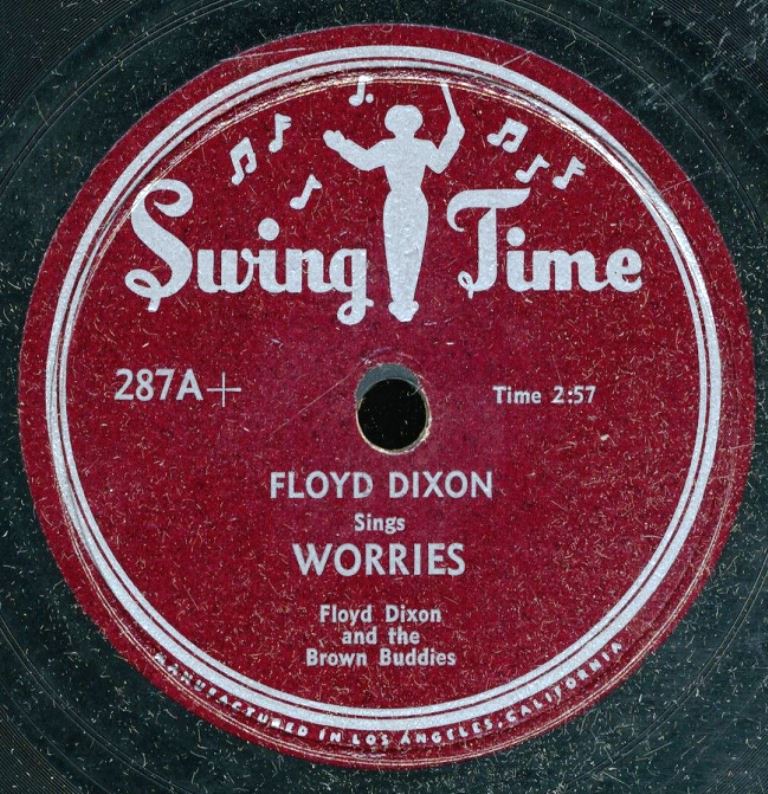 Swing Time
287A+
Time 2:57
FLOYD DIXON
Sings
WORRIES
Floyd Dixon
and the
Brown Buddies
MANUFACTURED IN LOS ANGELES, CALIFORNIA